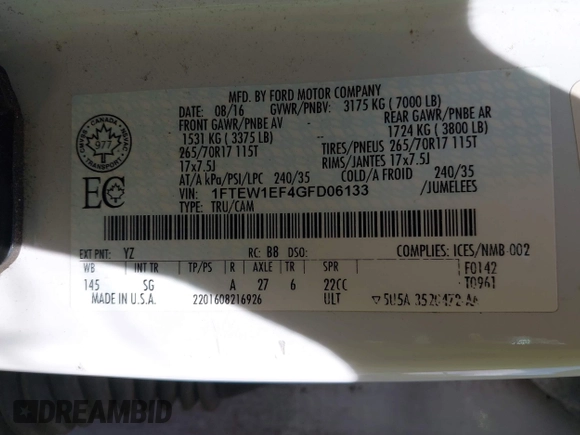 MFD. BY FORD MOTOR COMPANY
DATE: 08/16 GVWR/PNBV: 3175 KG (7000 LB)
FRONT GAWR/PNBE AV REAR GAWR/PNBE AR
1531 KG (3375 LB) 1724 KG (3800 LB)
265/70R17 115T TIRES/PNEUS 265/70R17 115T
17x7.5J RIMS/JANTES 17x7.5J
AT/A kPa/PSI/LPC 240/35 COLD/A FROID 240/35
VIN: 1FTEW1EF4GFD06133 /JUMELEES
TYPE: TRU/CAM
CANADA
977
TRANSPORT
EC
EXT PNT: YZ RC: B8 DSO: COMPLIES: ICES/NMB-002
WB INT TR TP/PS R AXLE TR SPR F0142
145 SG A 27 6 22CC T0961
MADE IN U.S.A. 2201608216926 ULT
DREAMBID